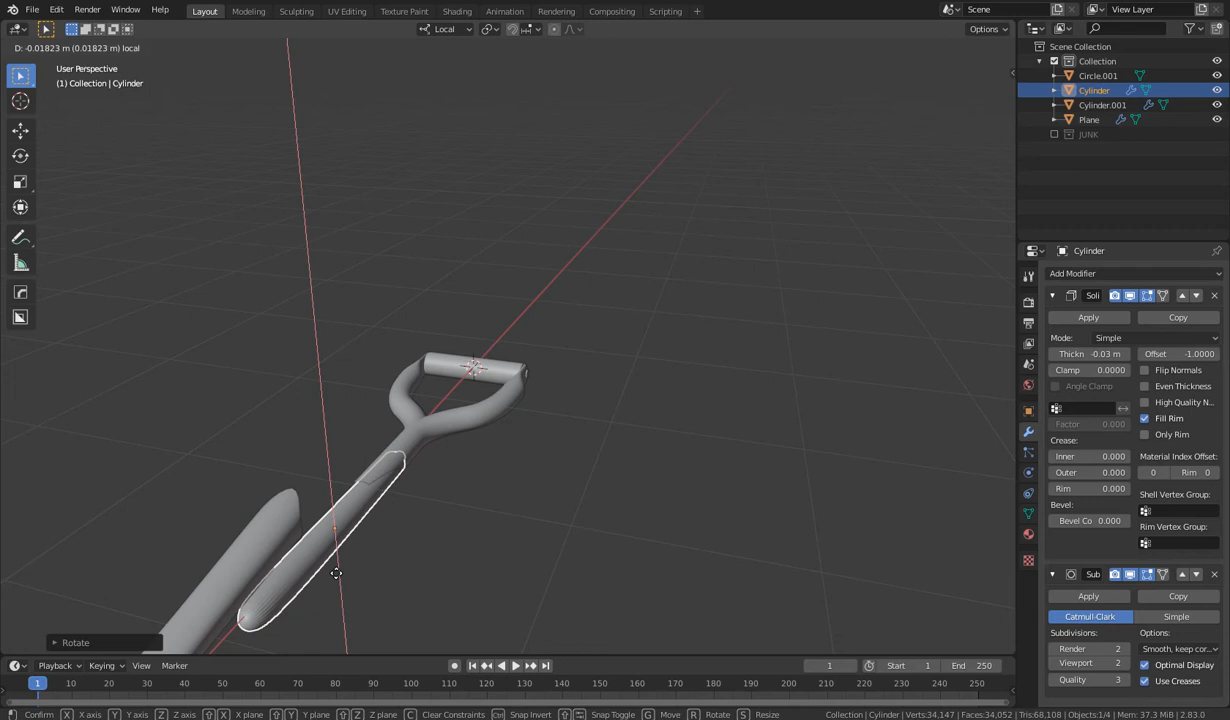 File Edit Render Window Help Layout Modeling Sculpting UV Editing Texture Paint Shading Animation Rendering Compositing Scripting + Scene View Layer
Local Options
D: -0.01823 m (0.01823 m) local
User Perspective
(1) Collection | Cylinder
Scene Collection
Collection
Circle.001
Cylinder
Cylinder.001
Plane
JUNK
Cylinder
Add Modifier
Soli
Apply Copy
Mode: Simple
Thickn -0.03 m Offset -1.0000
Clamp 0.0000 Flip Normals
Angle Clamp Even Thickness
High Quality N...
Factor 0.000 Fill Rim
Crease: Only Rim
Inner 0.000 Material Index Offset:
Outer 0.000 0 Rim 0
Rim 0.000 Shell Vertex Group:
Bevel:
Bevel Co 0.000 Rim Vertex Group:
Sub
Apply Copy
Catmull-Clark Simple
Subdivisions: Options:
Render 2 Smooth, keep cor...
Viewport 2 Optimal Display
Quality 3 Use Creases
Rotate
Playback Keying View Marker 1 Start 1 End 250
1 10 20 30 40 50 60 70 80 90 100 110 120 130 140 150 160 170 180 190 200 210 220 230 240 250
Confirm X X axis Y Y axis Z Z axis X X plane Y Y plane Z Z plane C Clear Constraints Snap Invert Snap Toggle G Move R Rotate S Resize Collection | Cylinder | Verts:34,147 | Faces:34,052 | Tris:68,108 | Objects:1/4 | Mem: 37.3 MiB | 2.83.0